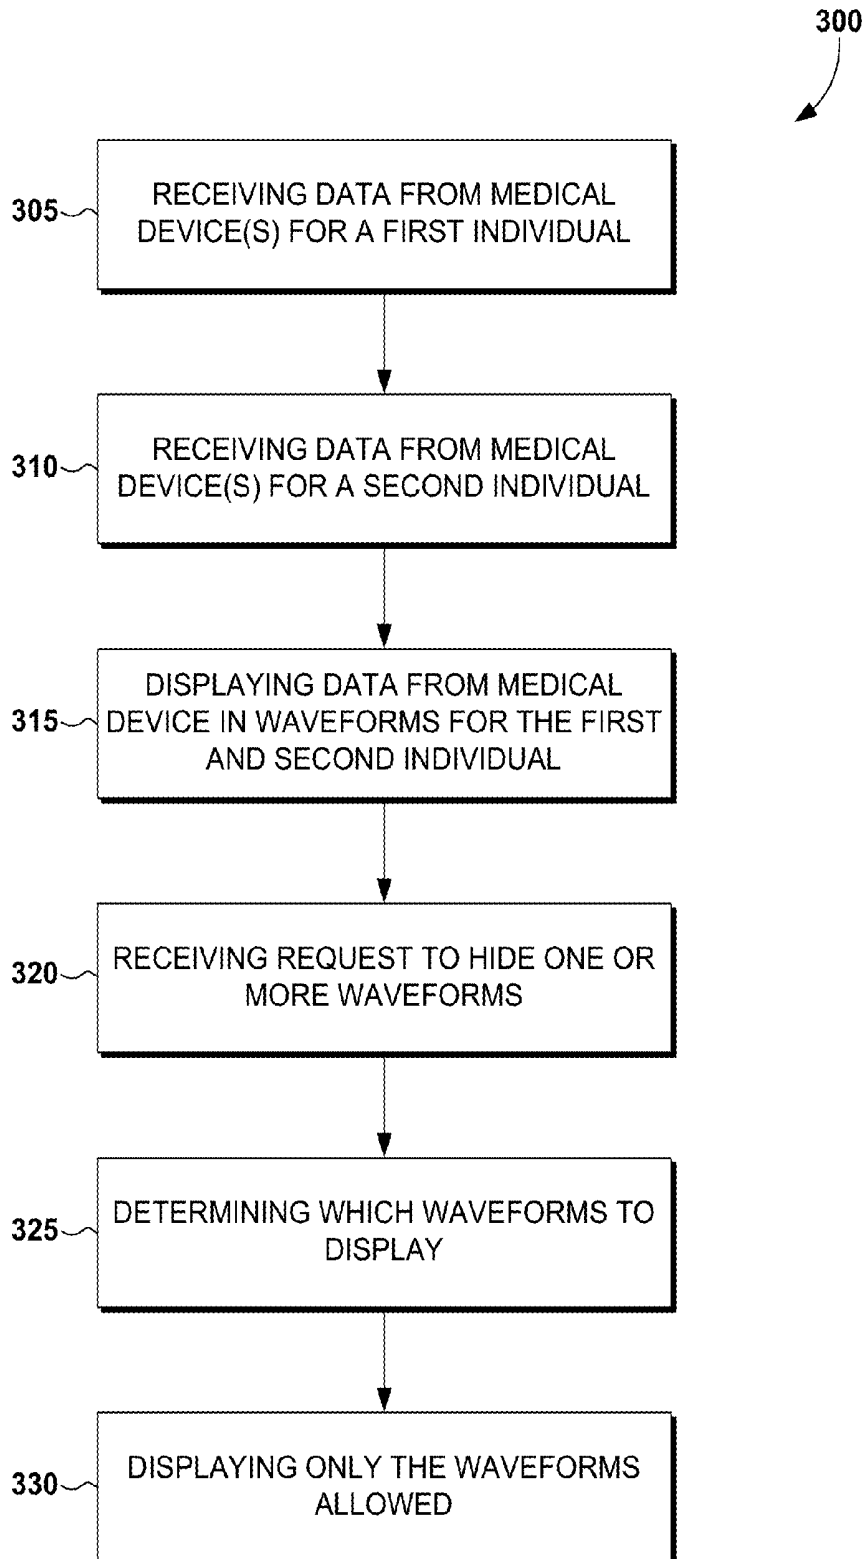 300
305
RECEIVING DATA FROM MEDICAL
DEVICE(S) FOR A FIRST INDIVIDUAL
310
RECEIVING DATA FROM MEDICAL
DEVICE(S) FOR A SECOND INDIVIDUAL
315
DISPLAYING DATA FROM MEDICAL
DEVICE IN WAVEFORMS FOR THE FIRST
AND SECOND INDIVIDUAL
320
RECEIVING REQUEST TO HIDE ONE OR
MORE WAVEFORMS
325
DETERMINING WHICH WAVEFORMS TO
DISPLAY
330
DISPLAYING ONLY THE WAVEFORMS
ALLOWED